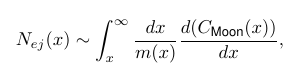 $N_{ej}(x) \sim \int_{x}^{\infty} \frac{dx}{m(x)} \frac{d(C_{\mathsf{Moon}}(x))}{dx},$